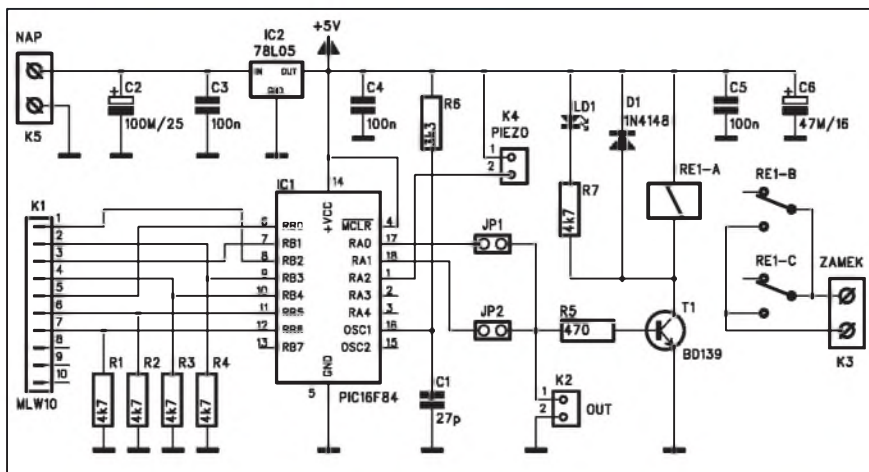 NAP
K5
C2
100M/25
C3
100n
IC2
78L05
IN OUT
GND
+5V
C4
100n
R6
3k3
K4
PIEZO
1
2
LD1
D1
1N4148
R7
4k7
RE1-A
C5
100n
C6
47M/16
RE1-B
RE1-C
ZAMEK
K3
K1
1
2
3
4
5
6
7
8
9
10
MLW10
R1
4k7
R2
4k7
R3
4k7
R4
4k7
IC1
14
+VCC
6 RB0
7 RB1
8 RB2
9 RB3
10 RB4
11 RB5
12 RB6
13 RB7
MCLR 4
RA0 17
RA1 18
RA2 1
RA3 2
RA4 3
OSC1 16
OSC2 15
GND
5
PIC16F84
C1
27p
JP1
JP2
R5
470
K2
1
2
OUT
T1
BD139